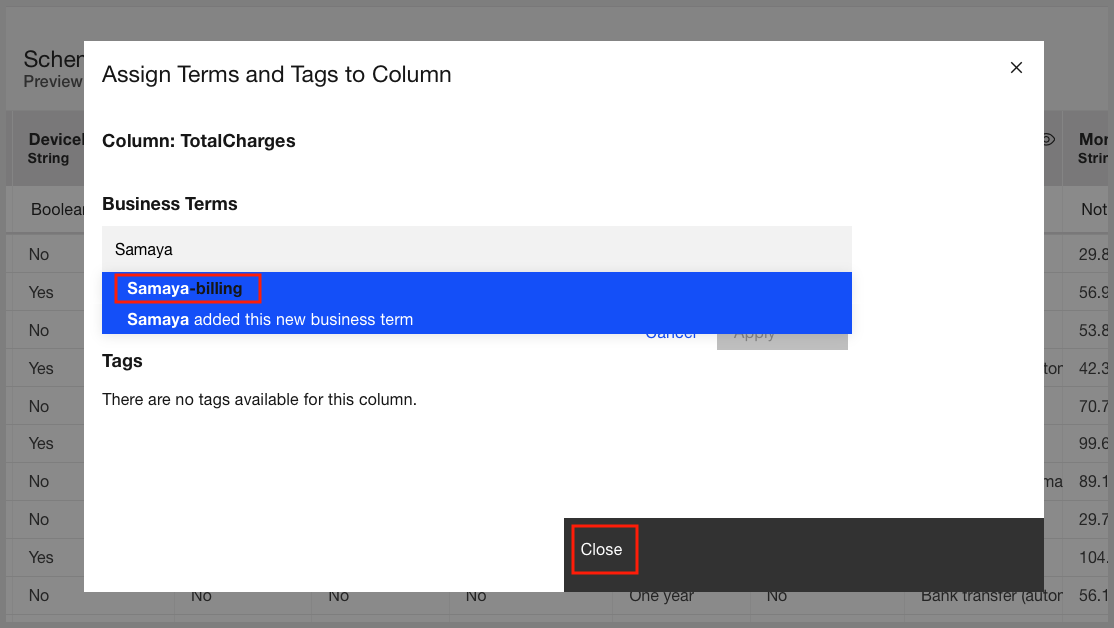 Schem
Preview
Assign Terms and Tags to Column
Column: TotalCharges
Business Terms
Samaya
Samaya-billing
Samaya added this new business term
Cancel
Apply
Tags
There are no tags available for this column.
Close
Device
String
Boolean
No
Yes
No
Yes
No
Yes
No
No
Yes
No No No No One year No Bank transfer (autor 56.1
Mor
Strin
Not
29.8
56.9
53.8
tor 42.3
70.7
99.6
ma 89.1
29.7
104.